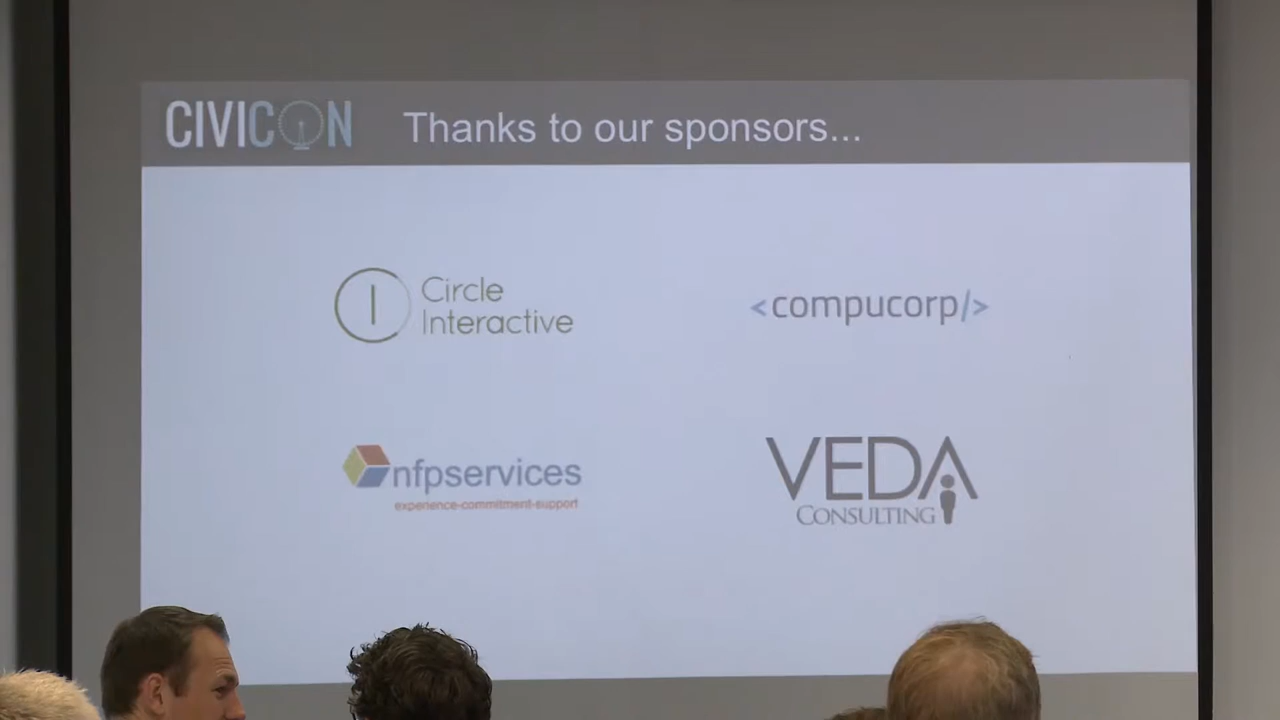 CIVICON
Thanks to our sponsors...
Circle
Interactive
<compucorp/>
nfpservices
experience-commitment-support
VEDA
CONSULTING